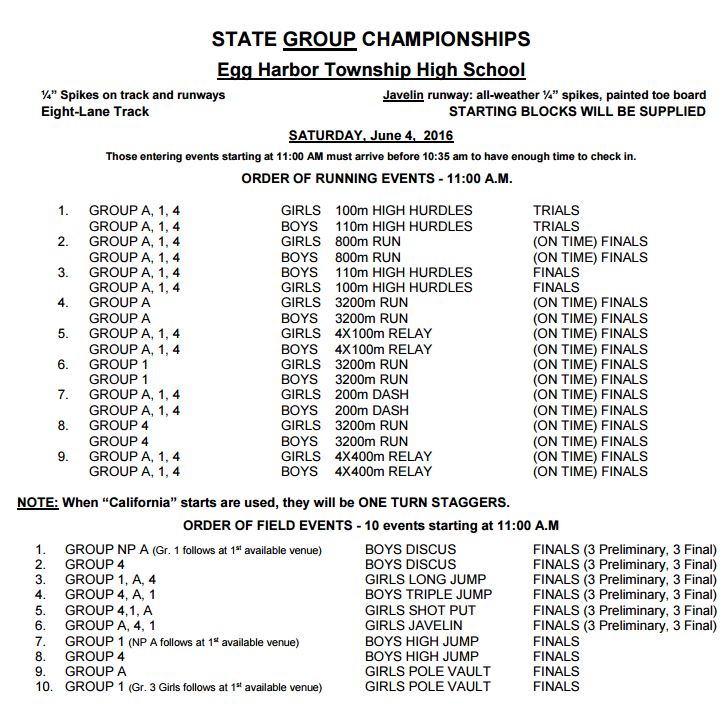 STATE GROUP CHAMPIONSHIPS
Egg Harbor Township High School
¼” Spikes on track and runways Javelin runway: all-weather ¼” spikes, painted toe board
Eight-Lane Track STARTING BLOCKS WILL BE SUPPLIED
SATURDAY, June 4, 2016
Those entering events starting at 11:00 AM must arrive before 10:35 am to have enough time to check in.
ORDER OF RUNNING EVENTS - 11:00 A.M.
1. GROUP A, 1, 4 GIRLS 100m HIGH HURDLES TRIALS
GROUP A, 1, 4 BOYS 110m HIGH HURDLES TRIALS
2. GROUP A, 1, 4 GIRLS 800m RUN (ON TIME) FINALS
GROUP A, 1, 4 BOYS 800m RUN (ON TIME) FINALS
3. GROUP A, 1, 4 BOYS 110m HIGH HURDLES FINALS
GROUP A, 1, 4 GIRLS 100m HIGH HURDLES FINALS
4. GROUP A GIRLS 3200m RUN (ON TIME) FINALS
GROUP A BOYS 3200m RUN (ON TIME) FINALS
5. GROUP A, 1, 4 GIRLS 4X100m RELAY (ON TIME) FINALS
GROUP A, 1, 4 BOYS 4X100m RELAY (ON TIME) FINALS
6. GROUP 1 GIRLS 3200m RUN (ON TIME) FINALS
GROUP 1 BOYS 3200m RUN (ON TIME) FINALS
7. GROUP A, 1, 4 GIRLS 200m DASH (ON TIME) FINALS
GROUP A, 1, 4 BOYS 200m DASH (ON TIME) FINALS
8. GROUP 4 GIRLS 3200m RUN (ON TIME) FINALS
GROUP 4 BOYS 3200m RUN (ON TIME) FINALS
9. GROUP A, 1, 4 GIRLS 4X400m RELAY (ON TIME) FINALS
GROUP A, 1, 4 BOYS 4X400m RELAY (ON TIME) FINALS
NOTE: When “California” starts are used, they will be ONE TURN STAGGERS.
ORDER OF FIELD EVENTS - 10 events starting at 11:00 A.M
1. GROUP NP A (Gr. 1 follows at 1st available venue) BOYS DISCUS FINALS (3 Preliminary, 3 Final)
2. GROUP 4 BOYS DISCUS FINALS (3 Preliminary, 3 Final)
3. GROUP 1, A, 4 GIRLS LONG JUMP FINALS (3 Preliminary, 3 Final)
4. GROUP 4, A, 1 BOYS TRIPLE JUMP FINALS (3 Preliminary, 3 Final)
5. GROUP 4,1, A GIRLS SHOT PUT FINALS (3 Preliminary, 3 Final)
6. GROUP A, 4, 1 GIRLS JAVELIN FINALS (3 Preliminary, 3 Final)
7. GROUP 1 (NP A follows at 1st available venue) BOYS HIGH JUMP FINALS
8. GROUP 4 BOYS HIGH JUMP FINALS
9. GROUP A GIRLS POLE VAULT FINALS
10. GROUP 1 (Gr. 3 Girls follows at 1st available venue) GIRLS POLE VAULT FINALS